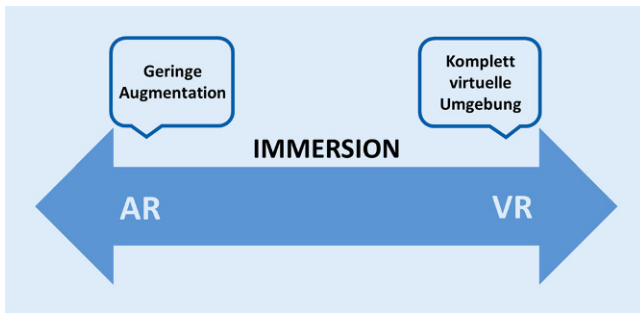 Geringe
Augmentation
Komplett
virtuelle
Umgebung
IMMERSION
AR
VR